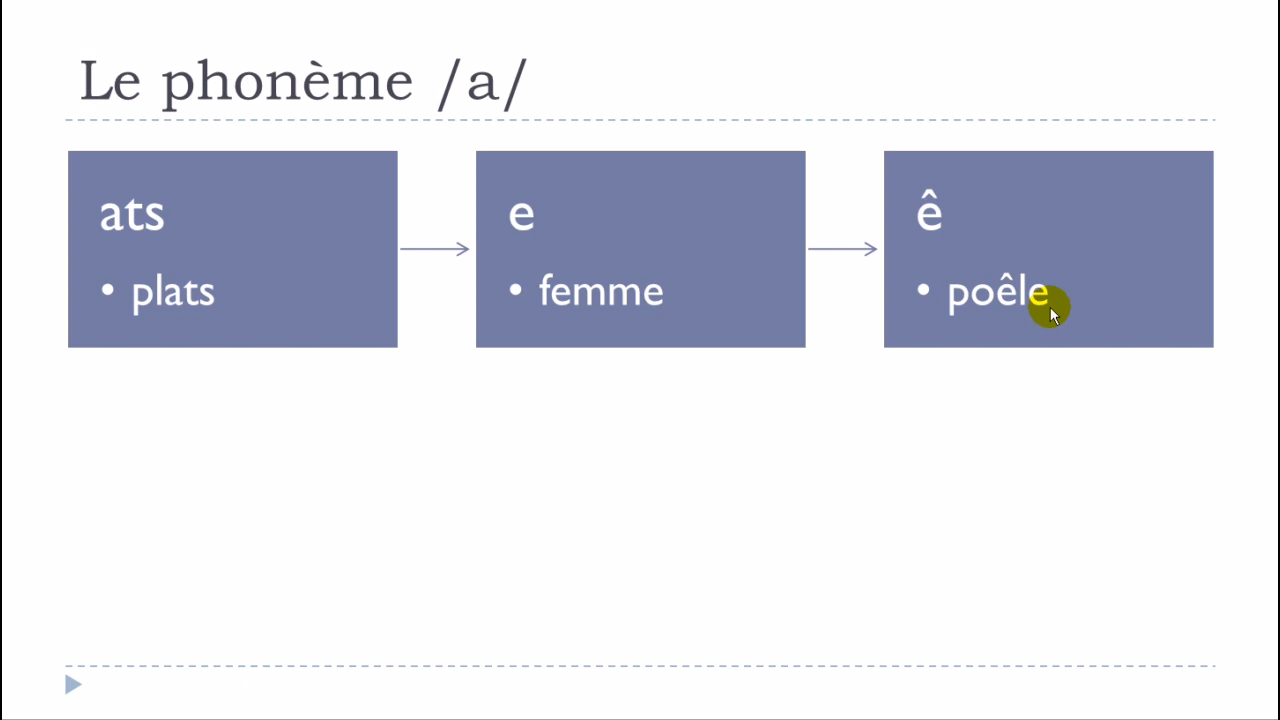 Le phonème /a/
ats
• plats
e
• femme
ê
• poêle